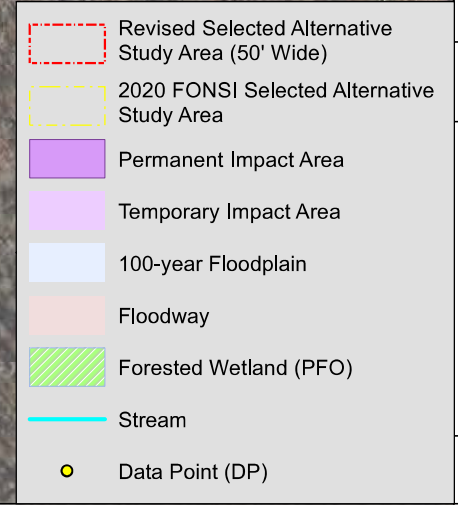 Revised Selected Alternative
Study Area (50' Wide)
2020 FONSI Selected Alternative
Study Area
Permanent Impact Area
Temporary Impact Area
100-year Floodplain
Floodway
Forested Wetland (PFO)
Stream
Data Point (DP)